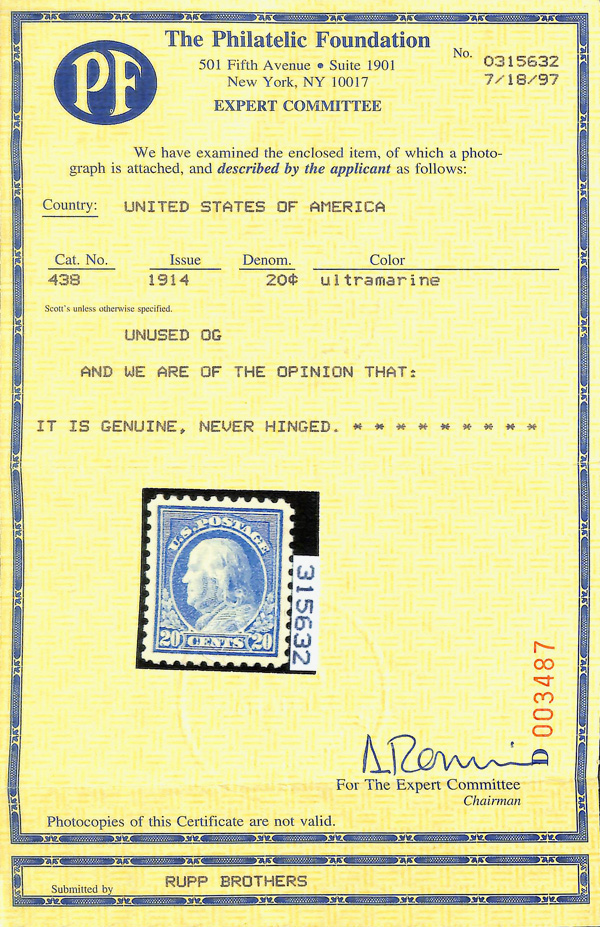 PF
The Philatelic Foundation
501 Fifth Avenue • Suite 1901
New York, NY 10017
EXPERT COMMITTEE
No. 0315632
7/18/97
We have examined the enclosed item, of which a photo-
graph is attached, and described by the applicant as follows:
Country: UNITED STATES OF AMERICA
Cat. No. Issue Denom. Color
438 1914 20¢ ultramarine
Scott's unless otherwise specified.
UNUSED OG
AND WE ARE OF THE OPINION THAT:
IT IS GENUINE, NEVER HINGED. * * * * * * * * *
U.S. POSTAGE
20 CENTS 20
315632
D 003487
For The Expert Committee
Chairman
Photocopies of this Certificate are not valid.
Submitted by RUPP BROTHERS